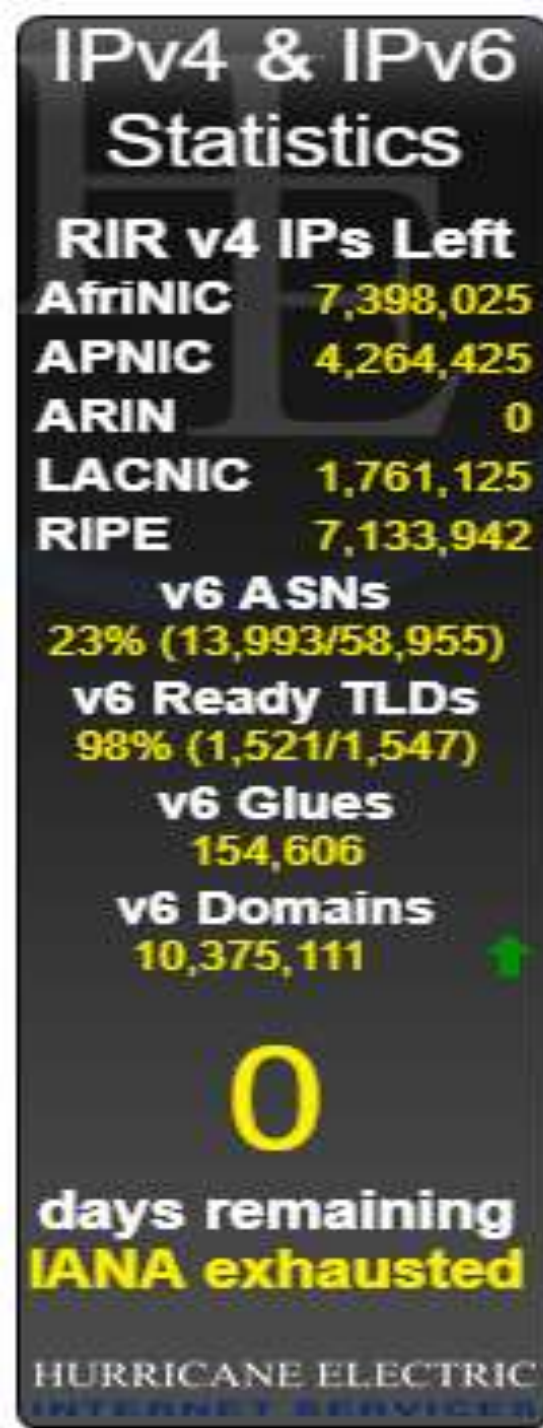 IPv4 & IPv6
Statistics
RIR v4 IPs Left
AfriNIC 7,398,025
APNIC 4,264,425
ARIN 0
LACNIC 1,761,125
RIPE 7,133,942
v6 ASNs
23% (13,993/58,955)
v6 Ready TLDs
98% (1,521/1,547)
v6 Glues
154,606
v6 Domains
10,375,111
0
days remaining
IANA exhausted
HURRICANE ELECTRIC
INTERNET SERVICES